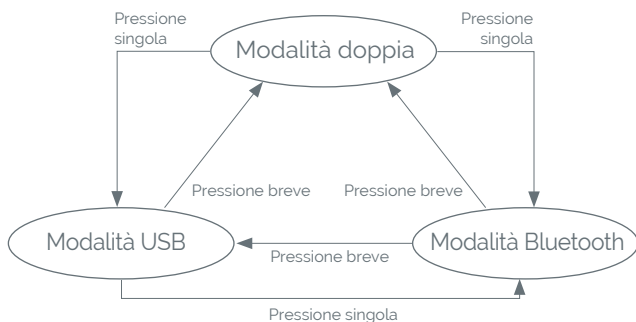 Pressione
singola
Modalità doppia
Pressione
singola
Pressione breve
Pressione breve
Modalità USB
Pressione breve
Modalità Bluetooth
Pressione singola